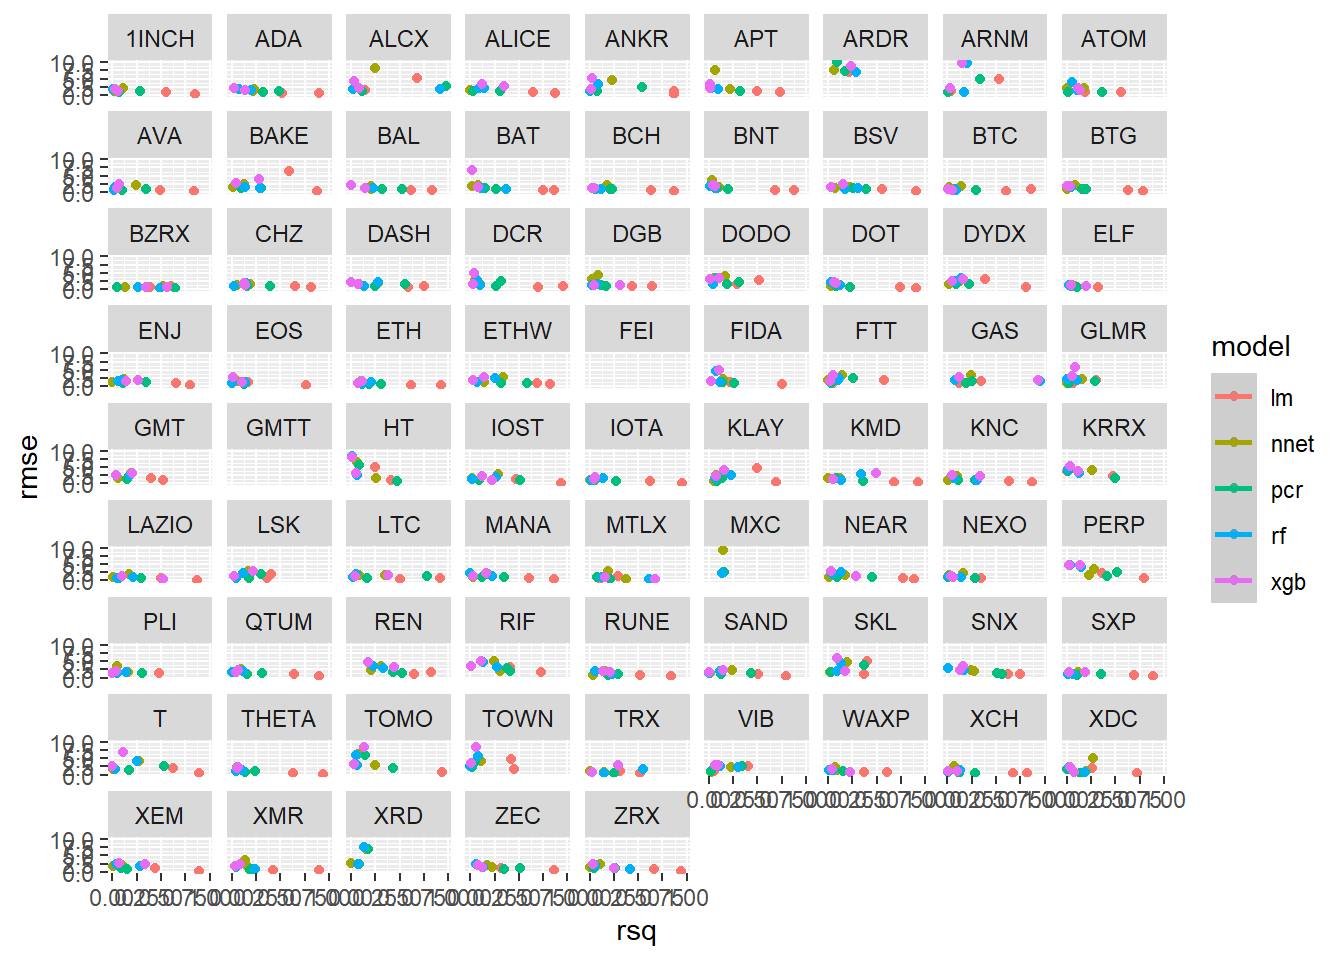 1INCH ADA ALCX ALICE ANKR APT ARDR ARNM ATOM
AVA BAKE BAL BAT BCH BNT BSV BTC BTG
BZRX CHZ DASH DCR DGB DODO DOT DYDX ELF
ENJ EOS ETH ETHW FEI FIDA FTT GAS GLMR
GMT GMTT HT IOST IOTA KLAY KMD KNC KRRX
LAZIO LSK LTC MANA MTLX MXC NEAR NEXO PERP
PLI QTUM REN RIF RUNE SAND SKL SNX SXP
T THETA TOMO TOWN TRX VIB WAXP XCH XDC
XEM XMR XRD ZEC ZRX
rmse
rsq
model
lm
nnet
pcr
rf
xgb